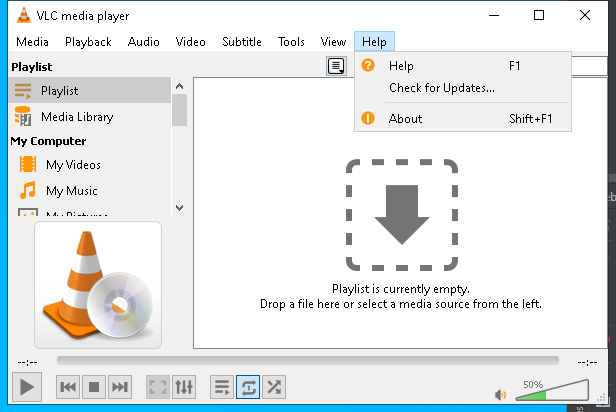 VLC media player
Media Playback Audio Video Subtitle Tools View Help
Playlist
Playlist
Media Library
My Computer
My Videos
My Music
My Pictures
Help F1
Check for Updates...
About Shift+F1
Playlist is currently empty.
Drop a file here or select a media source from the left.
--:-- --:--
50%